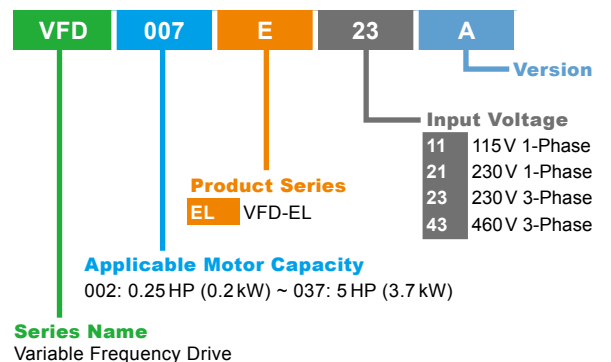 VFD 007 E 23 A
Version
Input Voltage
11 115V 1-Phase
21 230V 1-Phase
23 230V 3-Phase
43 460V 3-Phase
Product Series
EL VFD-EL
Applicable Motor Capacity
002: 0.25HP (0.2kW) ~ 037: 5HP (3.7kW)
Series Name
Variable Frequency Drive